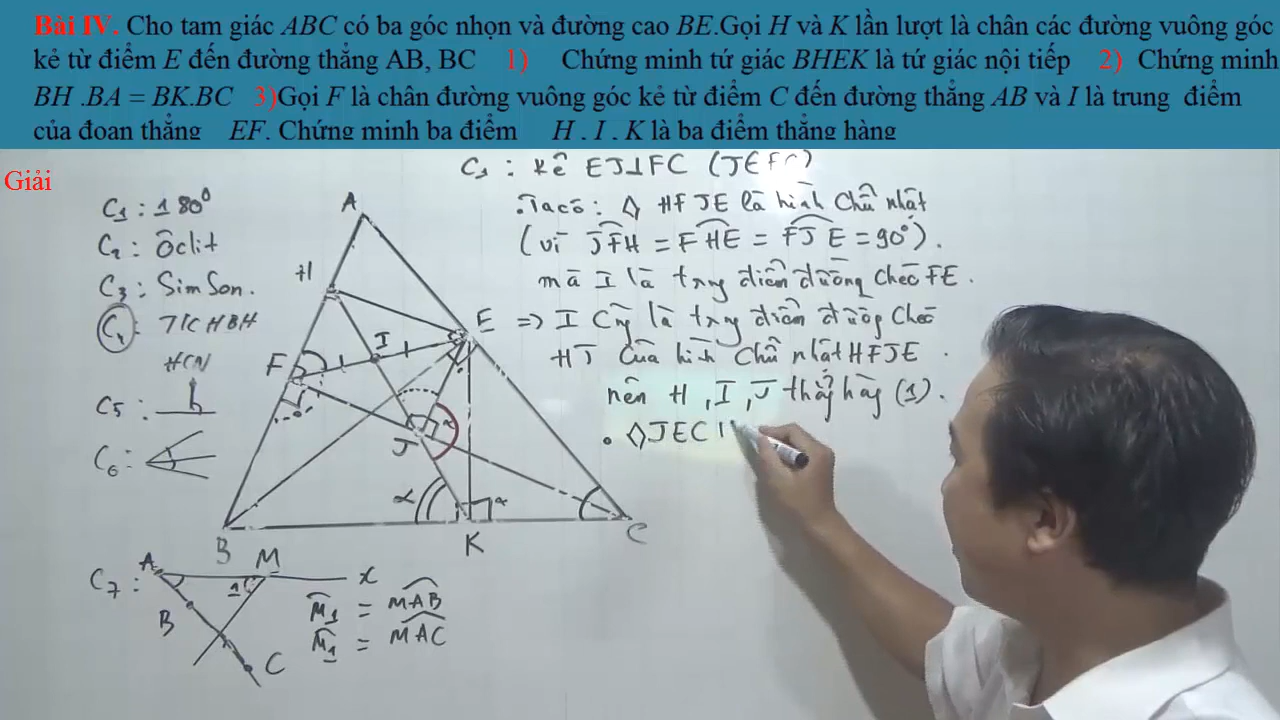 Bài IV. Cho tam giác ABC có ba góc nhọn và đường cao BE.Gọi H và K lần lượt là chân các đường vuông góc
kẻ từ điểm E đến đường thẳng AB, BC 1) Chứng minh tứ giác BHEK là tứ giác nội tiếp 2) Chứng minh
BH .BA = BK.BC 3)Gọi F là chân đường vuông góc kẻ từ điểm C đến đường thẳng AB và I là trung điểm
của đoạn thẳng EF. Chứng minh ba điểm H , I , K là ba điểm thẳng hàng
Giải
C₁ : Kẻ EJ⊥FC (J∈FC)
. Ta có: ◇ HFJE là hình chữ nhật
(vì JFH = FHE = FJE = 90°).
mà I là trung điểm đường chéo FE.
=> I cũng là trung điểm đường chéo
HJ của hình chữ nhật HFJE.
nên H, I, J thẳng hàng (1).
. ◇JEC
C₁ : 180°
C₂ : Ôclit
C₃ : SimSon.
C₄ : T/C HBH
HCN
C₅ :
C₆ :
C₇ :
A
H
E
I
F
J
α
α
B
K
C
A
M
x
1
B
C
M₁ = MAB
M₁ = MAC